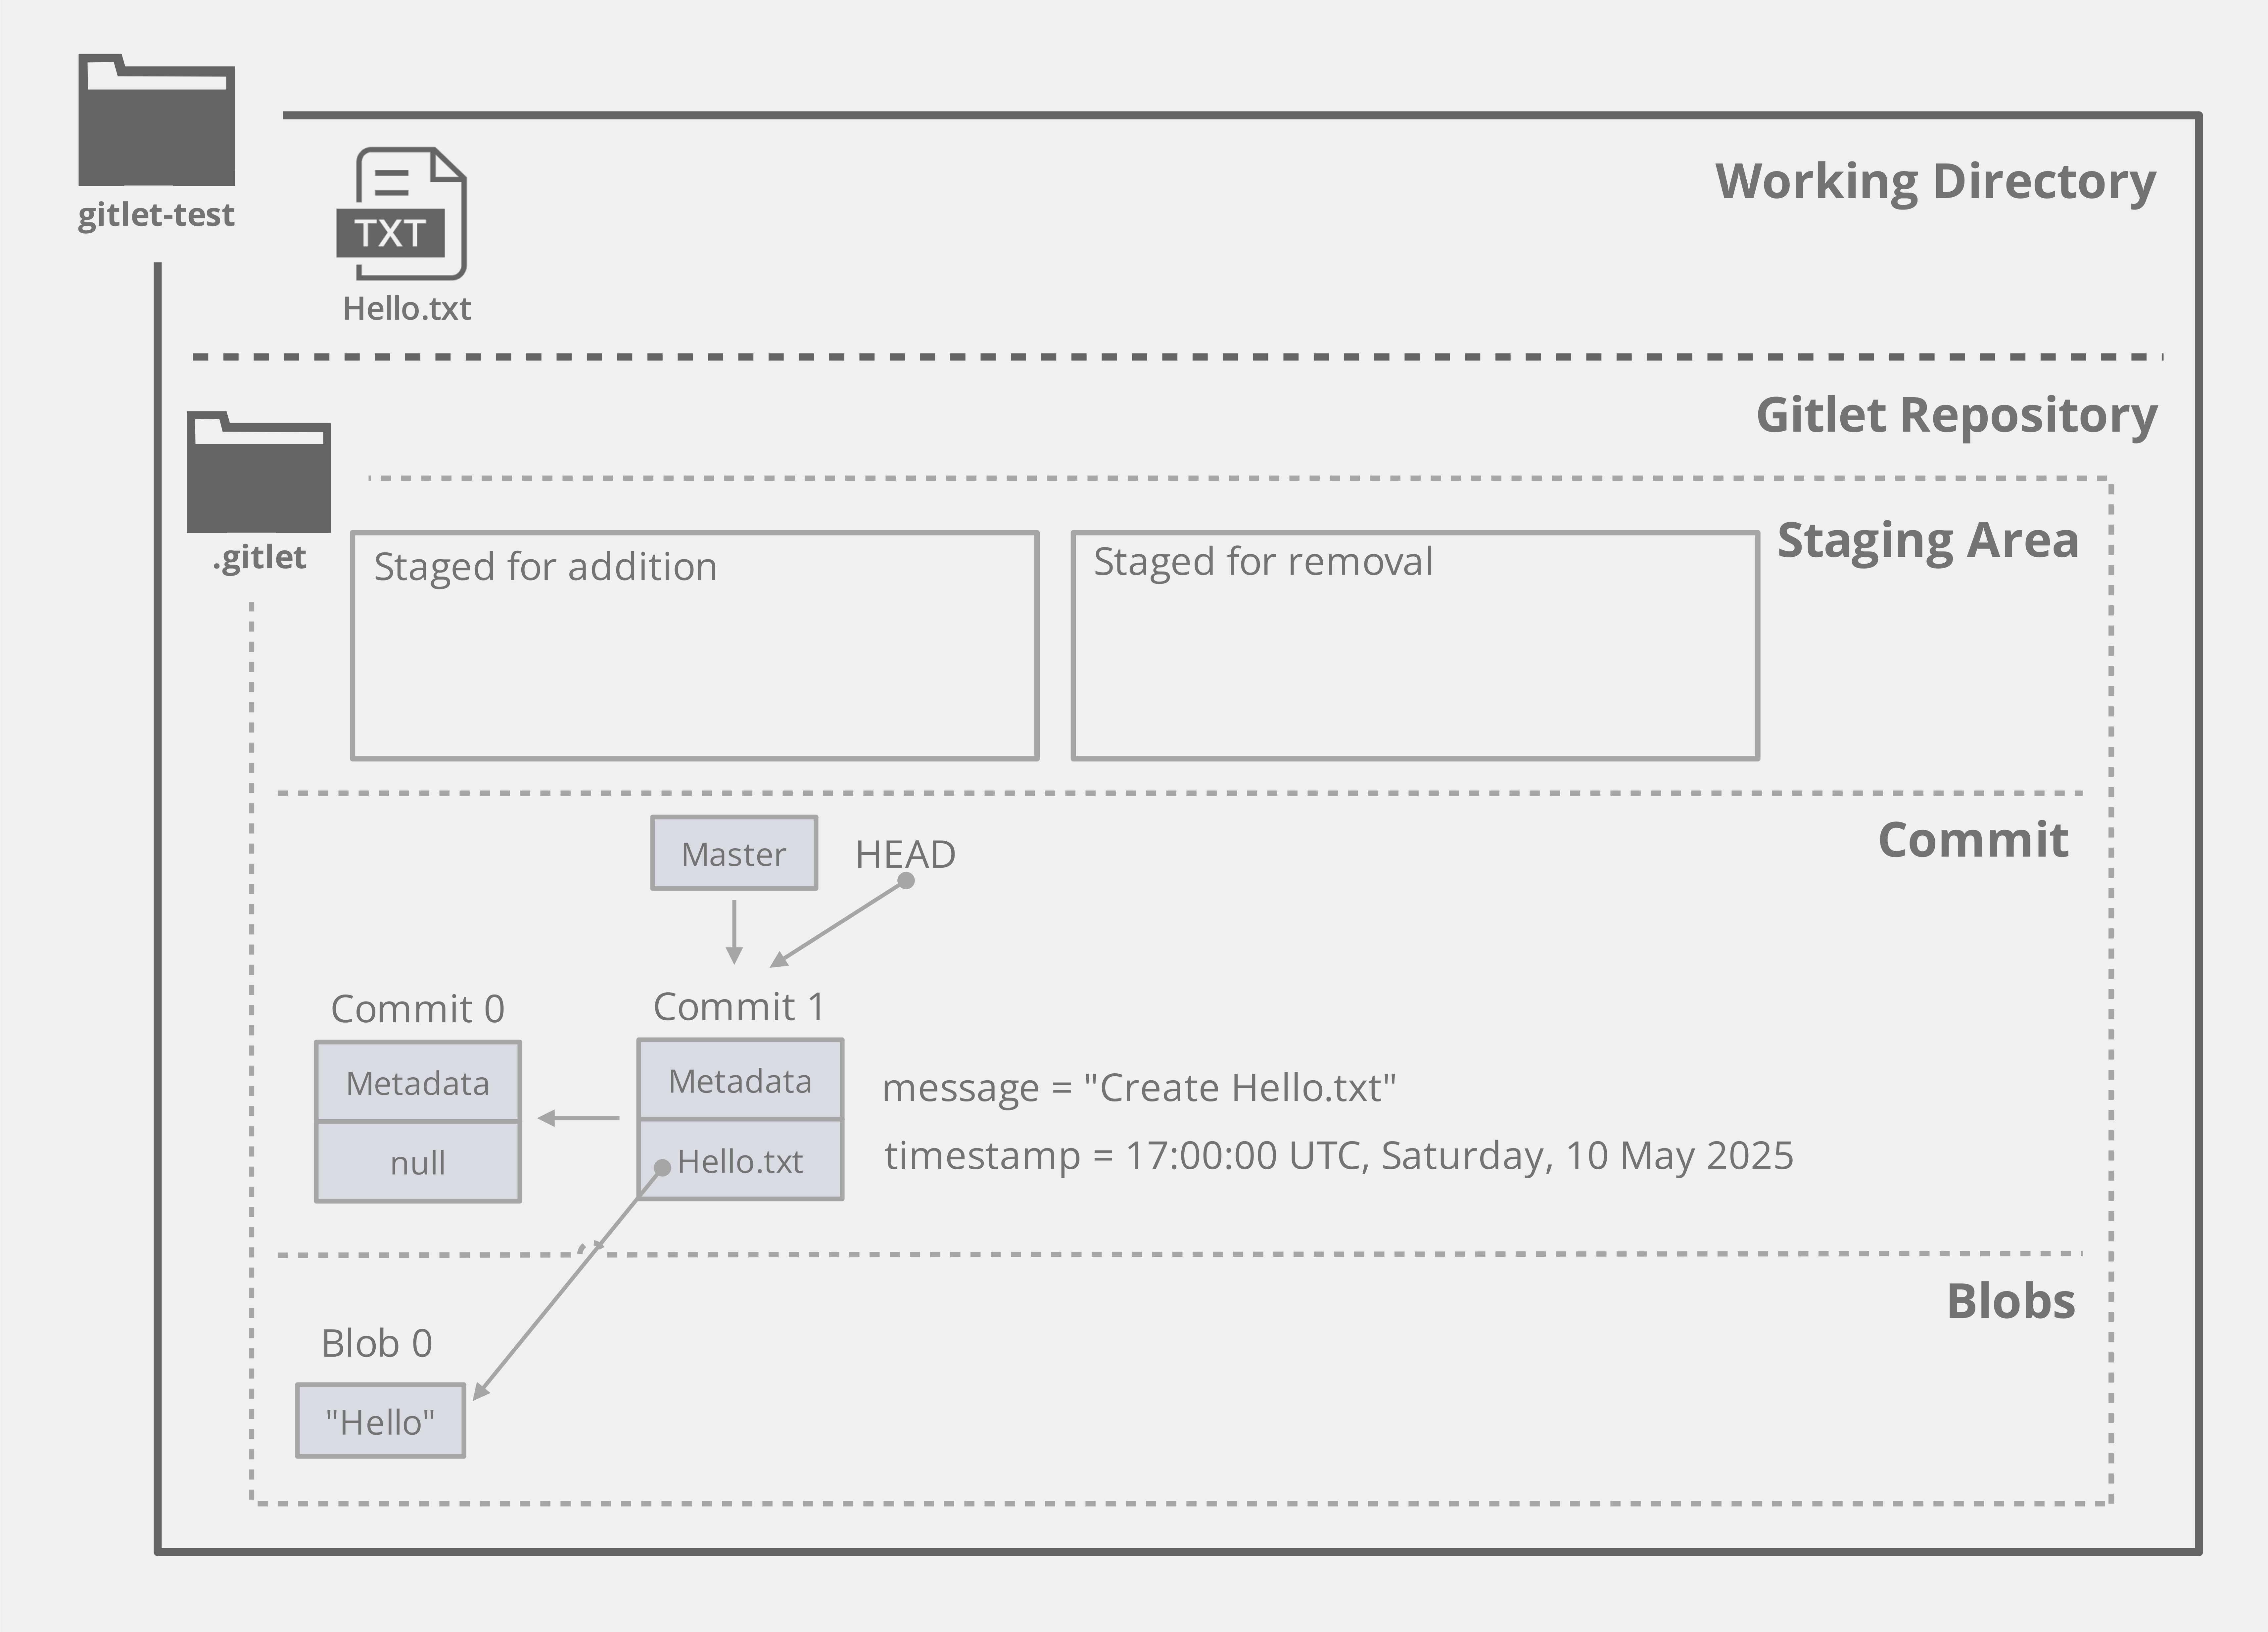 gitlet-test
Working Directory
TXT
Hello.txt
Gitlet Repository
.gitlet
Staging Area
Staged for addition
Staged for removal
Commit
Master
HEAD
Commit 0
Commit 1
Metadata
null
Metadata
Hello.txt
message = "Create Hello.txt"
timestamp = 17:00:00 UTC, Saturday, 10 May 2025
Blobs
Blob 0
"Hello"